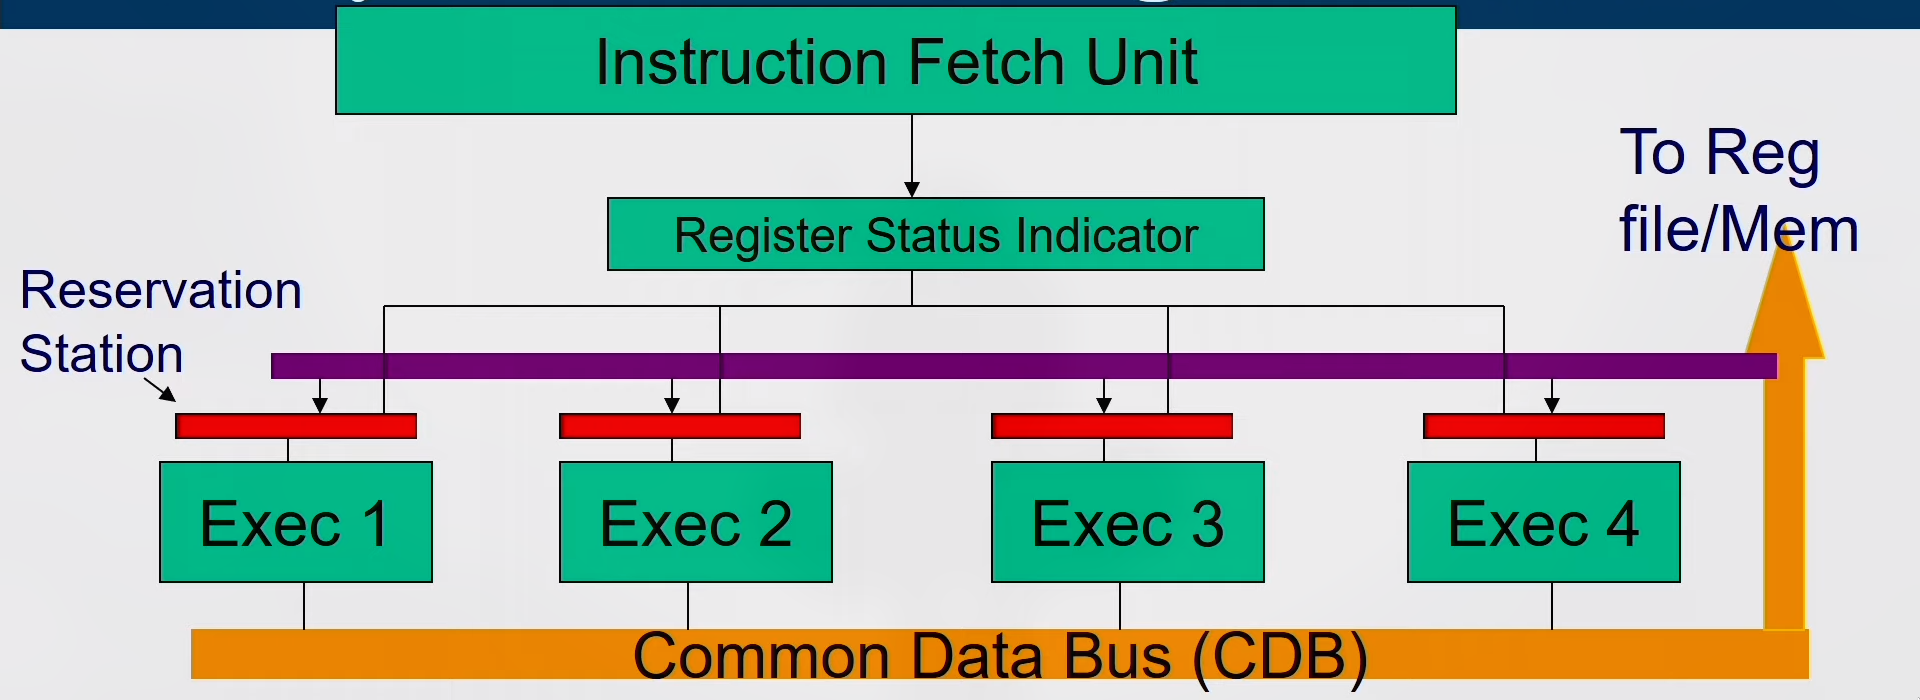 Instruction Fetch Unit
To Reg
file/Mem
Register Status Indicator
Reservation
Station
Exec 1
Exec 2
Exec 3
Exec 4
Common Data Bus (CDB)